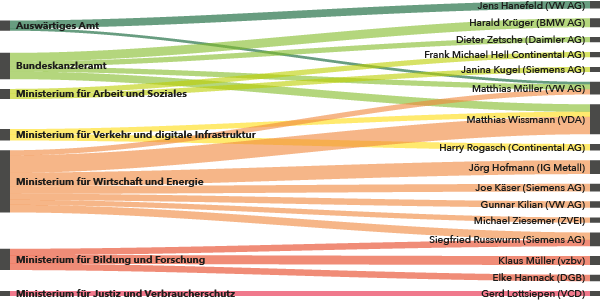 Auswärtiges Amt
Bundeskanzleramt
Ministerium für Arbeit und Soziales
Ministerium für Verkehr und digitale Infrastruktur
Ministerium für Wirtschaft und Energie
Ministerium für Bildung und Forschung
Ministerium für Justiz und Verbraucherschutz
Jens Hanefeld (VW AG)
Harald Krüger (BMW AG)
Dieter Zetsche (Daimler AG)
Frank Michael Hell Continental AG)
Janina Kugel (Siemens AG)
Matthias Müller (VW AG)
Matthias Wissmann (VDA)
Harry Rogasch (Continental AG)
Jörg Hofmann (IG Metall)
Joe Käser (Siemens AG)
Gunnar Kilian (VW AG)
Michael Ziesemer (ZVEI)
Siegfried Russwurm (Siemens AG)
Klaus Müller (vzbv)
Elke Hannack (DGB)
Gerd Lottsiepen (VCD)